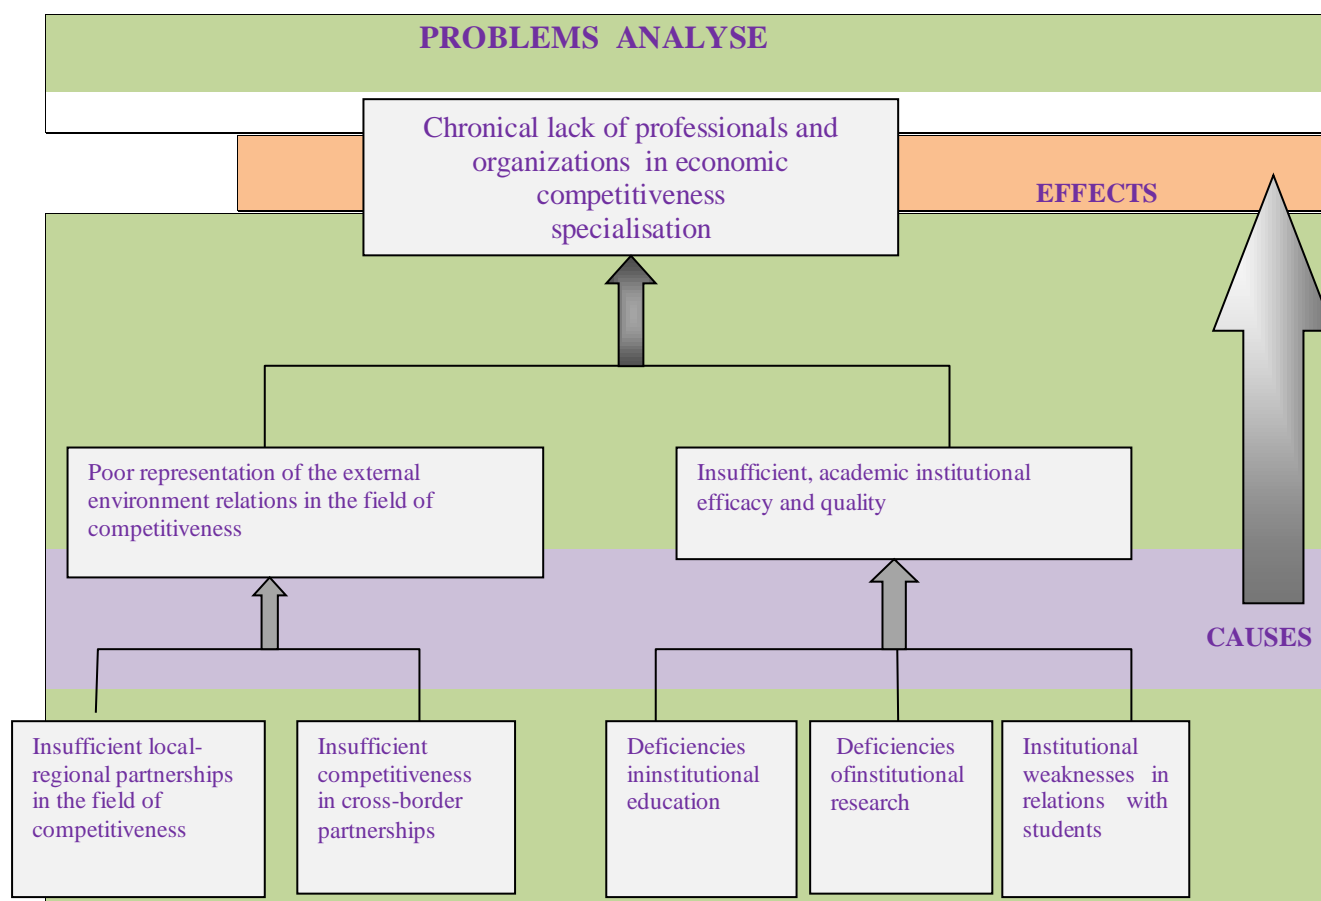 PROBLEMS ANALYSE
Chronical lack of professionals and
organizations in economic
competitiveness
specialisation
EFFECTS
Poor representation of the external
environment relations in the field of
competitiveness
Insufficient, academic institutional
efficacy and quality
CAUSES
Insufficient local-
regional partnerships
in the field of
competitiveness
Insufficient
competitiveness
in cross-border
partnerships
Deficiencies
ininstitutional
education
Deficiencies
ofinstitutional
research
Institutional
weaknesses in
relations with
students